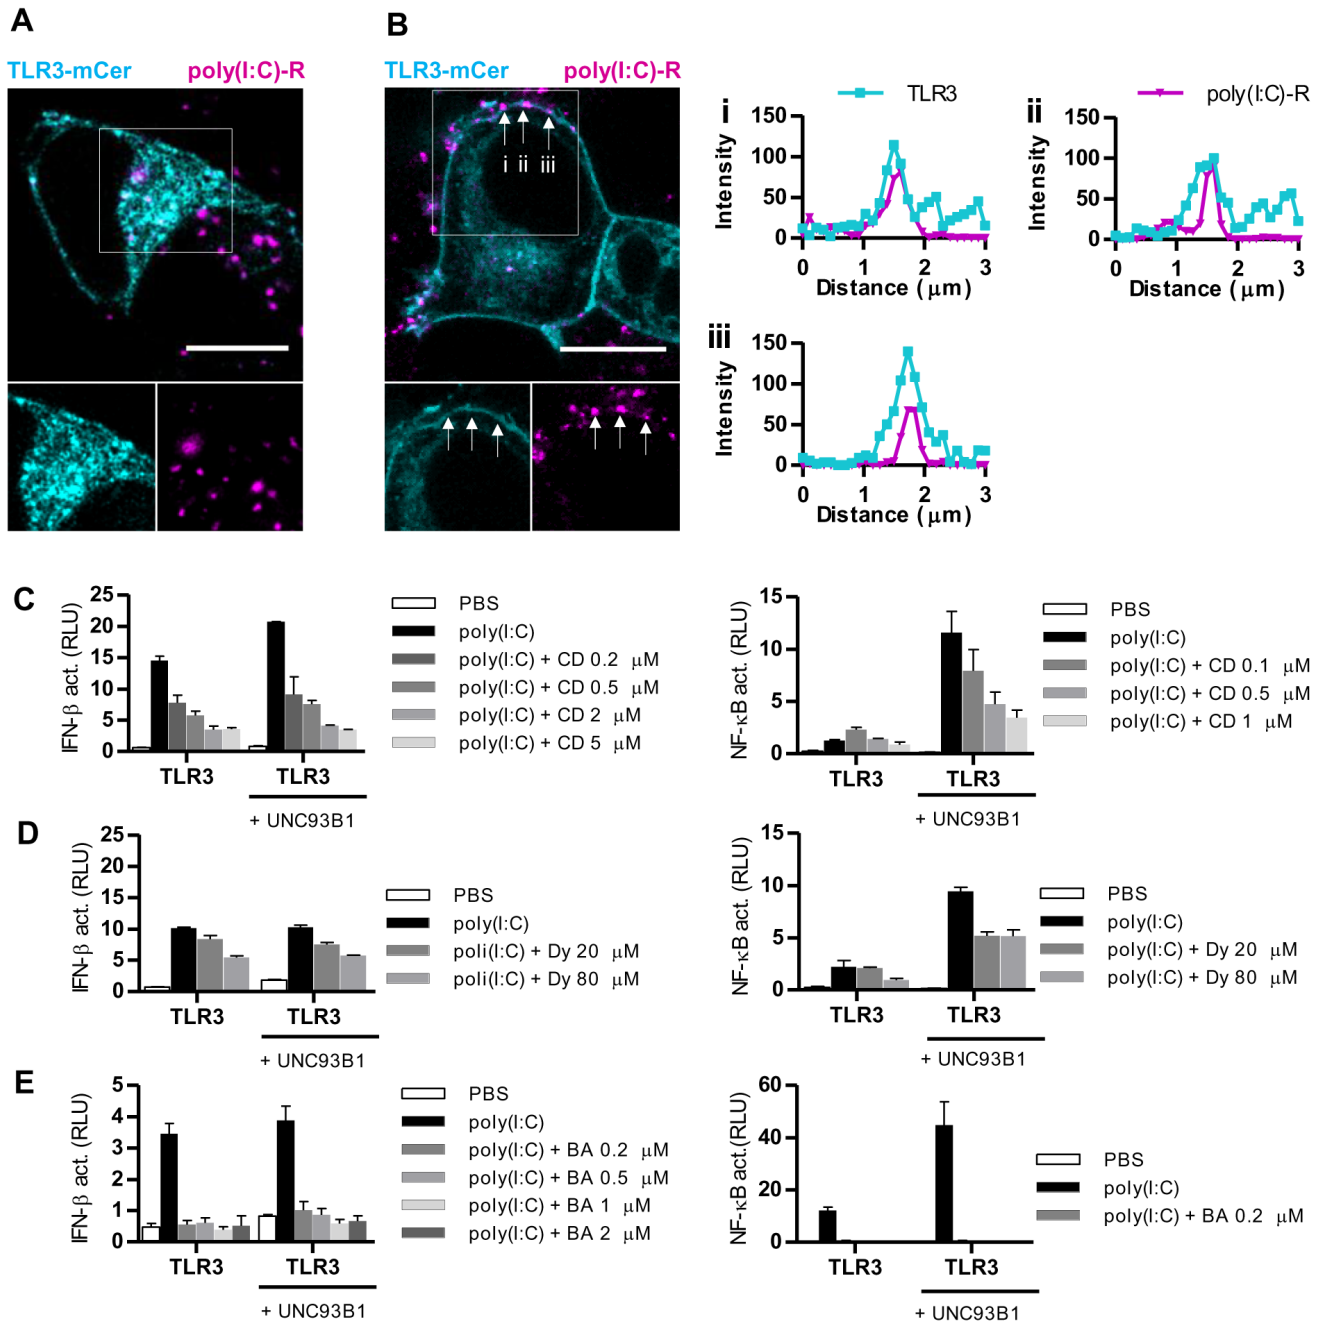 A
TLR3-mCer poly(I:C)-R
B
TLR3-mCer poly(I:C)-R
i ii iii
TLR3 poly(I:C)-R
i
Intensity
150
100
50
0
0 1 2 3
Distance (μm)
ii
Intensity
150
100
50
0
0 1 2 3
Distance (μm)
iii
Intensity
150
100
50
0
0 1 2 3
Distance (μm)
C
IFN-β act. (RLU)
25
20
15
10
5
0
TLR3 TLR3
+ UNC93B1
PBS
poly(I:C)
poly(I:C) + CD 0.2 μM
poly(I:C) + CD 0.5 μM
poly(I:C) + CD 2 μM
poly(I:C) + CD 5 μM
NF-κB act. (RLU)
15
10
5
0
TLR3 TLR3
+ UNC93B1
PBS
poly(I:C)
poly(I:C) + CD 0.1 μM
poly(I:C) + CD 0.5 μM
poly(I:C) + CD 1 μM
D
IFN-β act. (RLU)
25
20
15
10
5
0
TLR3 TLR3
+ UNC93B1
PBS
poly(I:C)
poli(I:C) + Dy 20 μM
poli(I:C) + Dy 80 μM
NF-κB act. (RLU)
15
10
5
0
TLR3 TLR3
+ UNC93B1
PBS
poly(I:C)
poly(I:C) + Dy 20 μM
poly(I:C) + Dy 80 μM
E
IFN-β act. (RLU)
5
4
3
2
1
0
TLR3 TLR3
+ UNC93B1
PBS
poly(I:C)
poly(I:C) + BA 0.2 μM
poly(I:C) + BA 0.5 μM
poly(I:C) + BA 1 μM
poly(I:C) + BA 2 μM
NF-κB act.(RLU)
60
40
20
0
TLR3 TLR3
+ UNC93B1
PBS
poly(I:C)
poly(I:C) + BA 0.2 μM